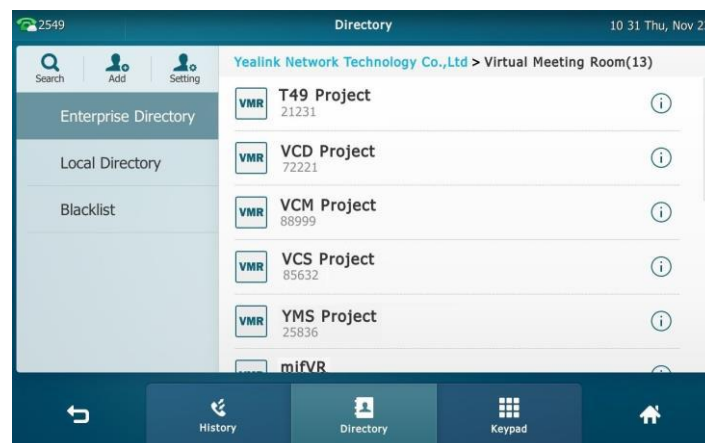 2549
Directory
10 31 Thu, Nov 2
Search
Add
Setting
Yealink Network Technology Co.,Ltd > Virtual Meeting Room(13)
Enterprise Directory
Local Directory
Blacklist
VMR
T49 Project
21231
VMR
VCD Project
72221
VMR
VCM Project
88999
VMR
VCS Project
85632
VMR
YMS Project
25836
mifVR
History
Directory
Keypad